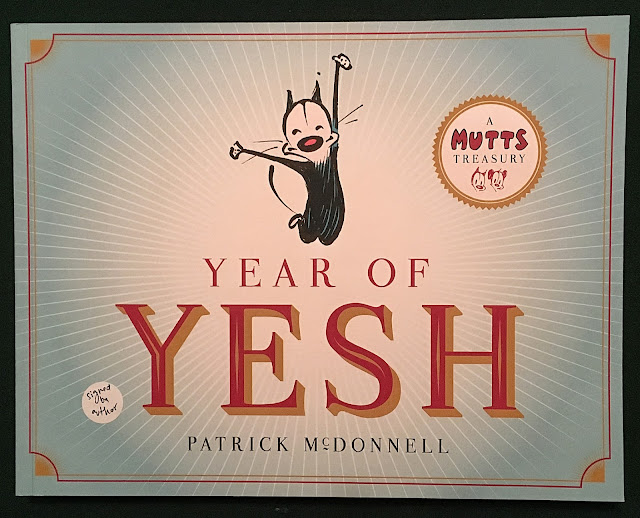 A
MUTTS
TREASURY
YEAR OF
YESH
signed
by
author
PATRICK McDONNELL